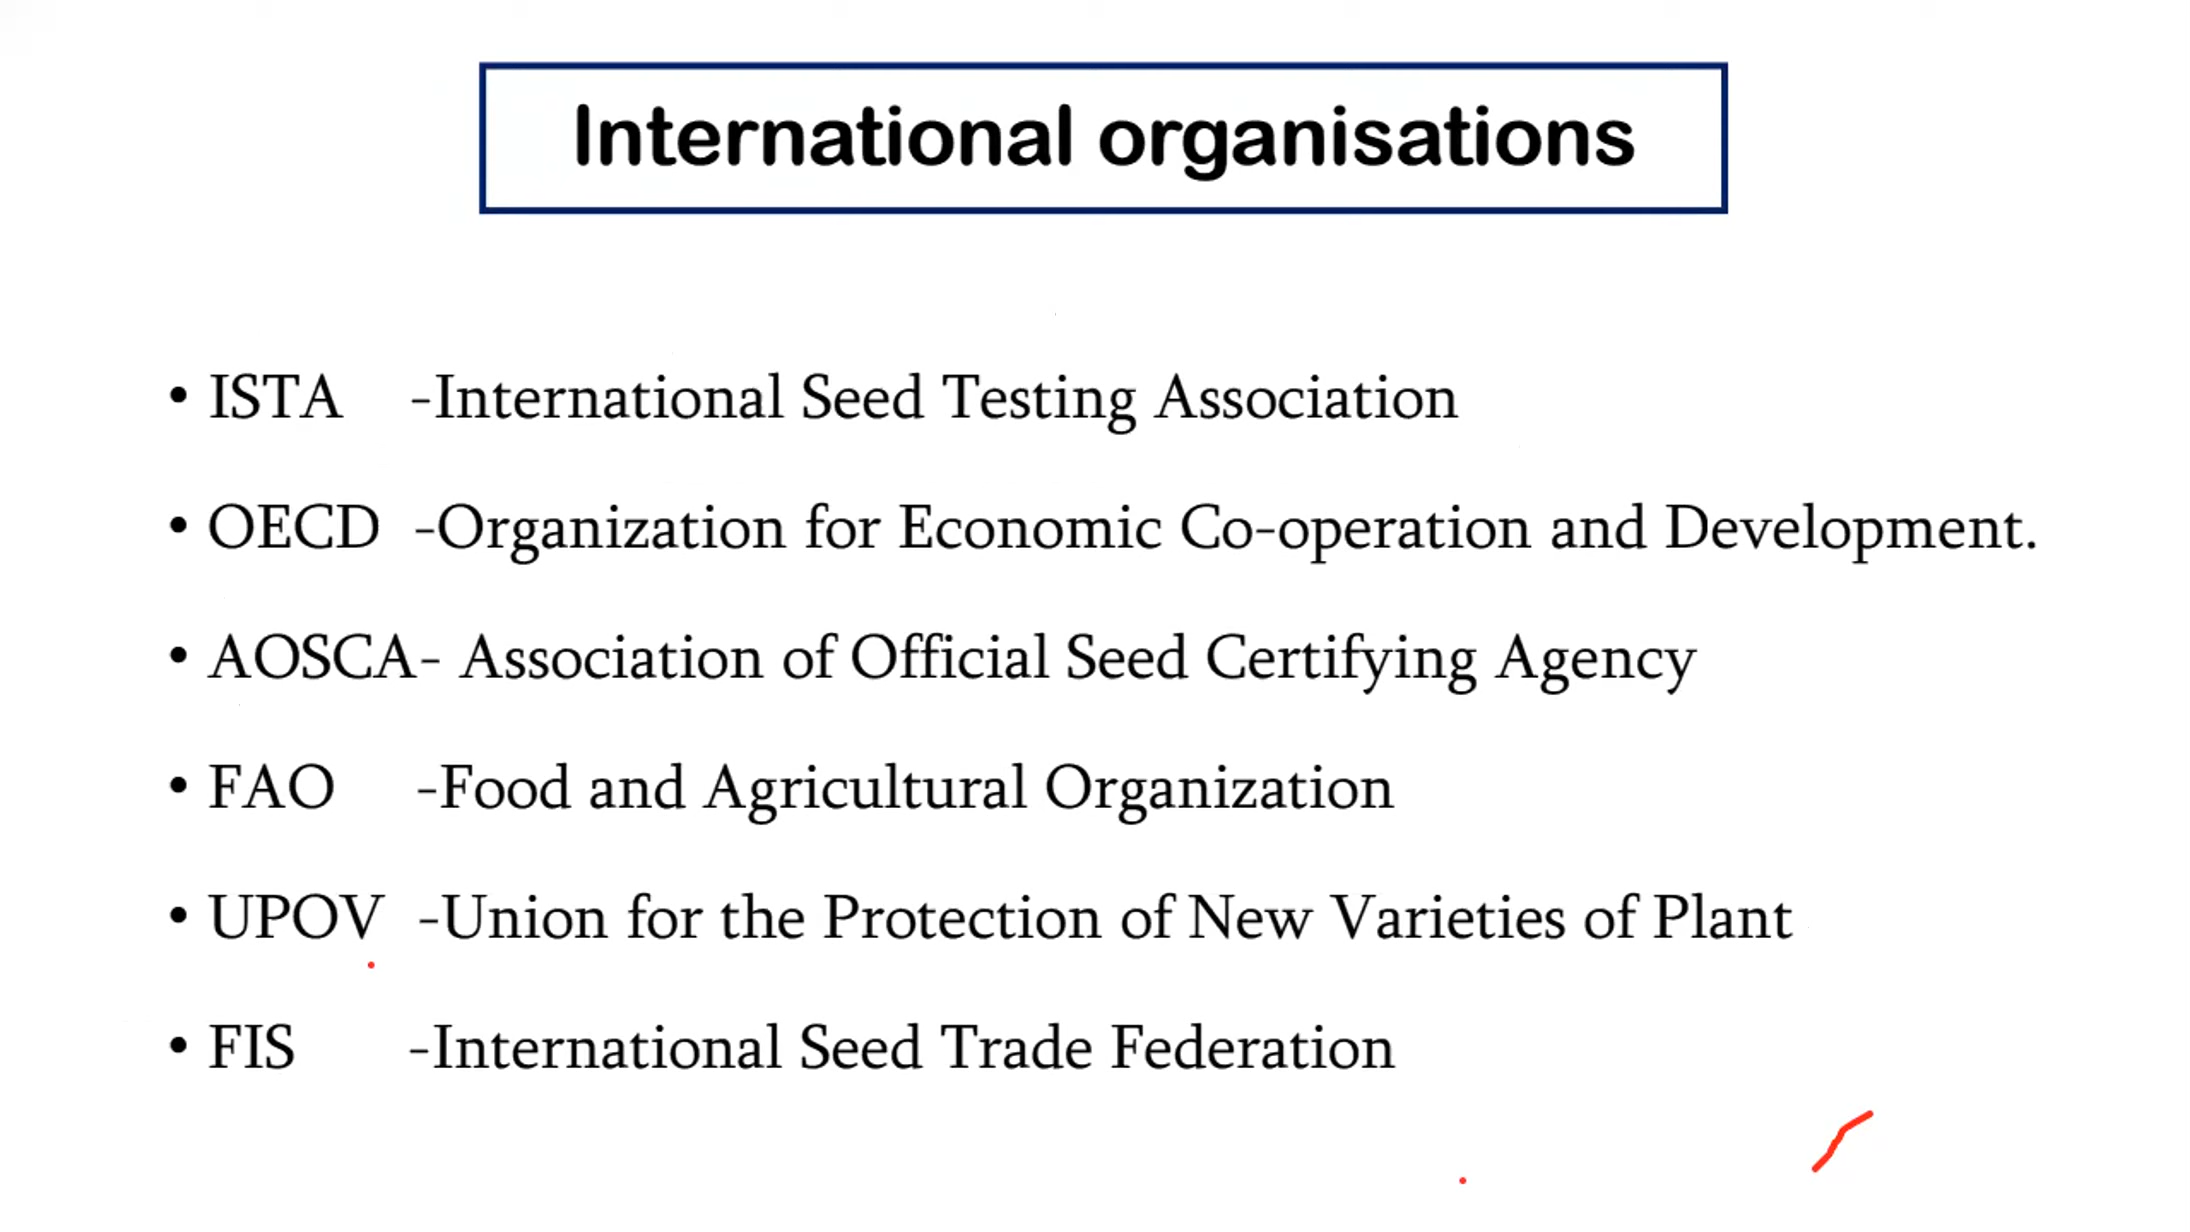 International organisations
• ISTA -International Seed Testing Association
• OECD -Organization for Economic Co-operation and Development.
• AOSCA- Association of Official Seed Certifying Agency
• FAO -Food and Agricultural Organization
• UPOV -Union for the Protection of New Varieties of Plant
• FIS -International Seed Trade Federation